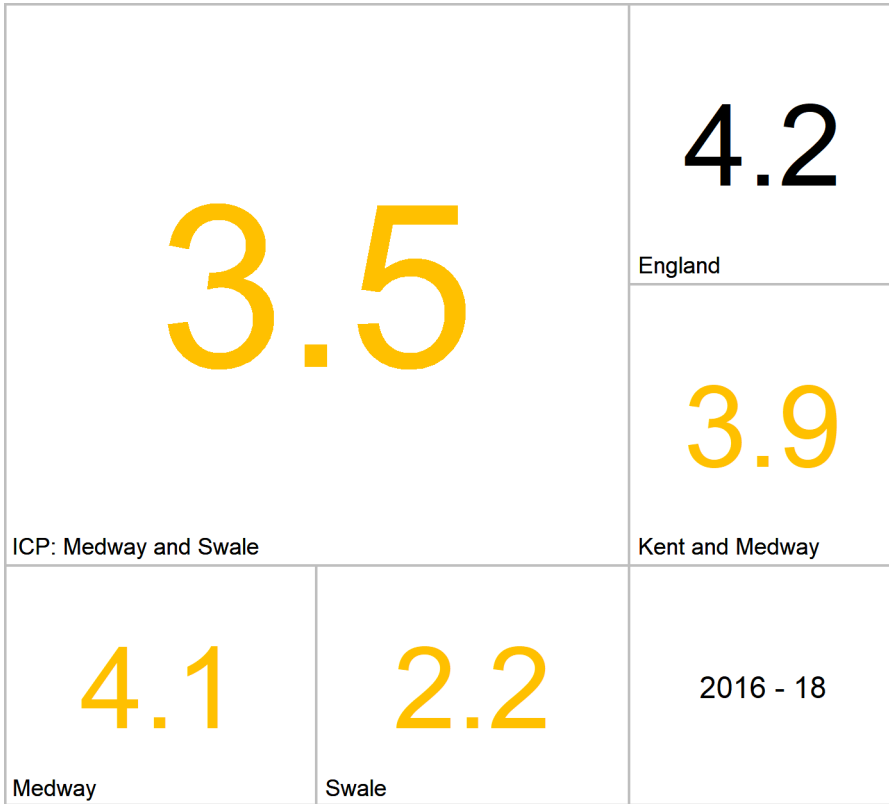 3.5
ICP: Medway and Swale
4.2
England
3.9
Kent and Medway
4.1
Medway
2.2
Swale
2016 - 18